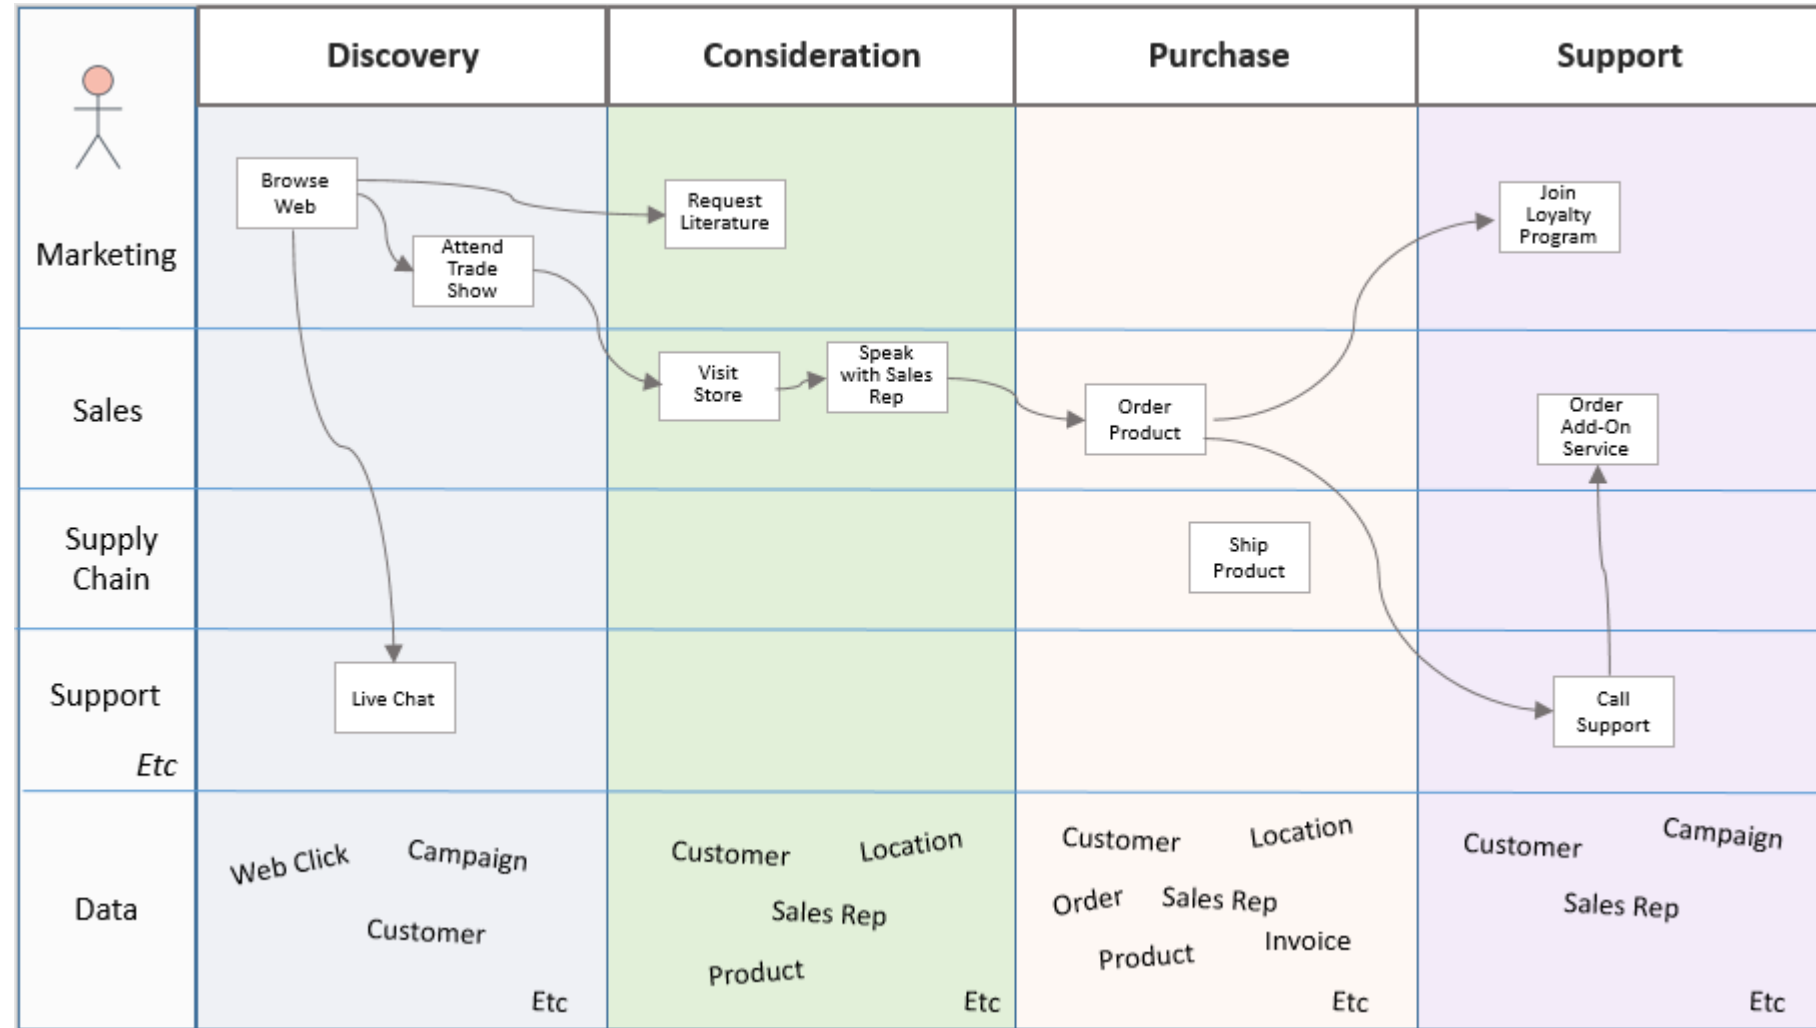 Discovery
Consideration
Purchase
Support
Marketing
Browse
Web
Attend
Trade
Show
Request
Literature
Join
Loyalty
Program
Sales
Visit
Store
Speak
with Sales
Rep
Order
Product
Order
Add-On
Service
Supply
Chain
Ship
Product
Support
Etc
Live Chat
Call
Support
Data
Web Click
Campaign
Customer
Etc
Customer
Location
Sales Rep
Product
Etc
Customer
Location
Order
Sales Rep
Product
Invoice
Etc
Customer
Campaign
Sales Rep
Etc